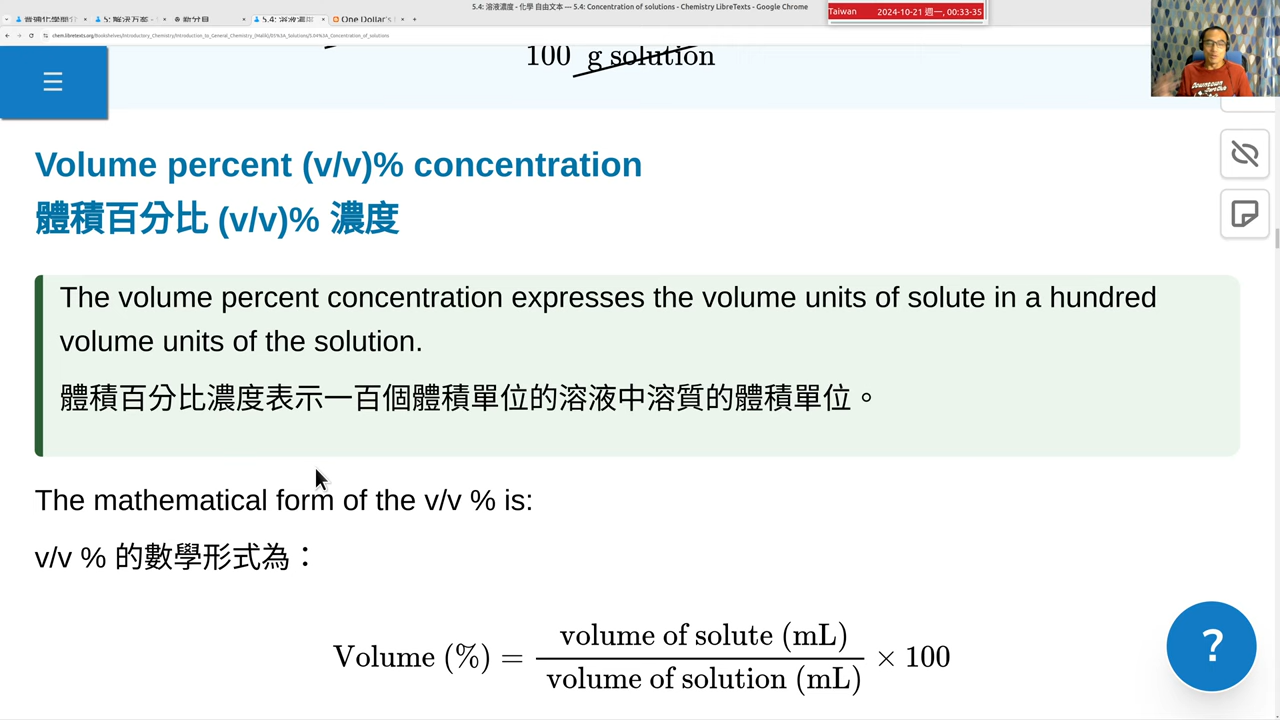 5.4: 溶液濃度 - 化學 自由文本 — 5.4: Concentration of solutions - Chemistry LibreTexts - Google Chrome
Taiwan 2024-10-21 週一, 00:33-35
One Dollar's
100 g solution
Volume percent (v/v)% concentration
體積百分比 (v/v)% 濃度
The volume percent concentration expresses the volume units of solute in a hundred
volume units of the solution.
體積百分比濃度表示一百個體積單位的溶液中溶質的體積單位。
The mathematical form of the v/v % is:
v/v % 的數學形式為：
volume of solute (mL)
Volume (%) = × 100
volume of solution (mL)
?